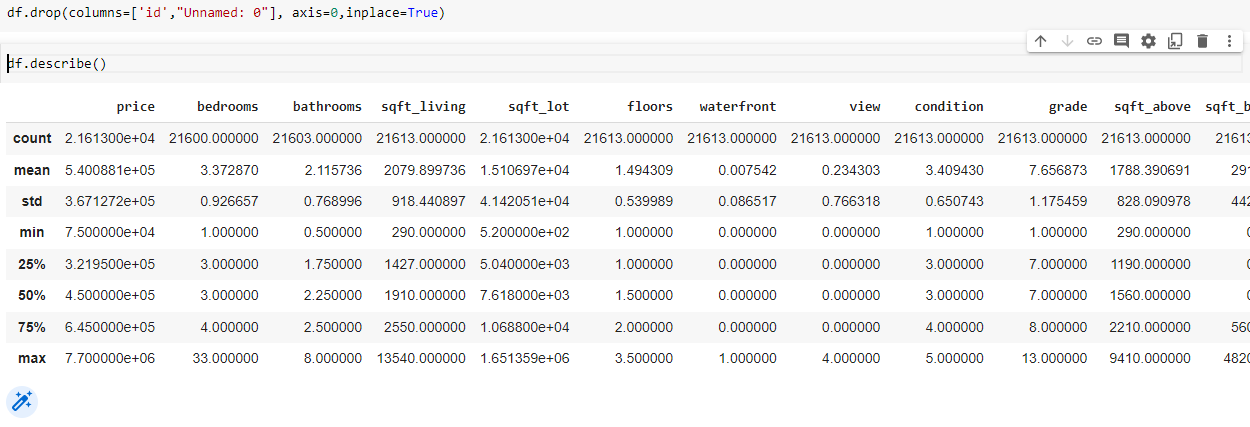 df.drop(columns=['id',"Unnamed: 0"], axis=0,inplace=True)
df.describe()
price bedrooms bathrooms sqft_living sqft_lot floors waterfront view condition grade sqft_above sqft_b
count 2.161300e+04 21600.000000 21603.000000 21613.000000 2.161300e+04 21613.000000 21613.000000 21613.000000 21613.000000 21613.000000 21613.000000 21613
mean 5.400881e+05 3.372870 2.115736 2079.899736 1.510697e+04 1.494309 0.007542 0.234303 3.409430 7.656873 1788.390691 291
std 3.671272e+05 0.926657 0.768996 918.440897 4.142051e+04 0.539989 0.086517 0.766318 0.650743 1.175459 828.090978 442
min 7.500000e+04 1.000000 0.500000 290.000000 5.200000e+02 1.000000 0.000000 0.000000 1.000000 1.000000 290.000000 0
25% 3.219500e+05 3.000000 1.750000 1427.000000 5.040000e+03 1.000000 0.000000 0.000000 3.000000 7.000000 1190.000000 0
50% 4.500000e+05 3.000000 2.250000 1910.000000 7.618000e+03 1.500000 0.000000 0.000000 3.000000 7.000000 1560.000000 0
75% 6.450000e+05 4.000000 2.500000 2550.000000 1.068800e+04 2.000000 0.000000 0.000000 4.000000 8.000000 2210.000000 560
max 7.700000e+06 33.000000 8.000000 13540.000000 1.651359e+06 3.500000 1.000000 4.000000 5.000000 13.000000 9410.000000 4820